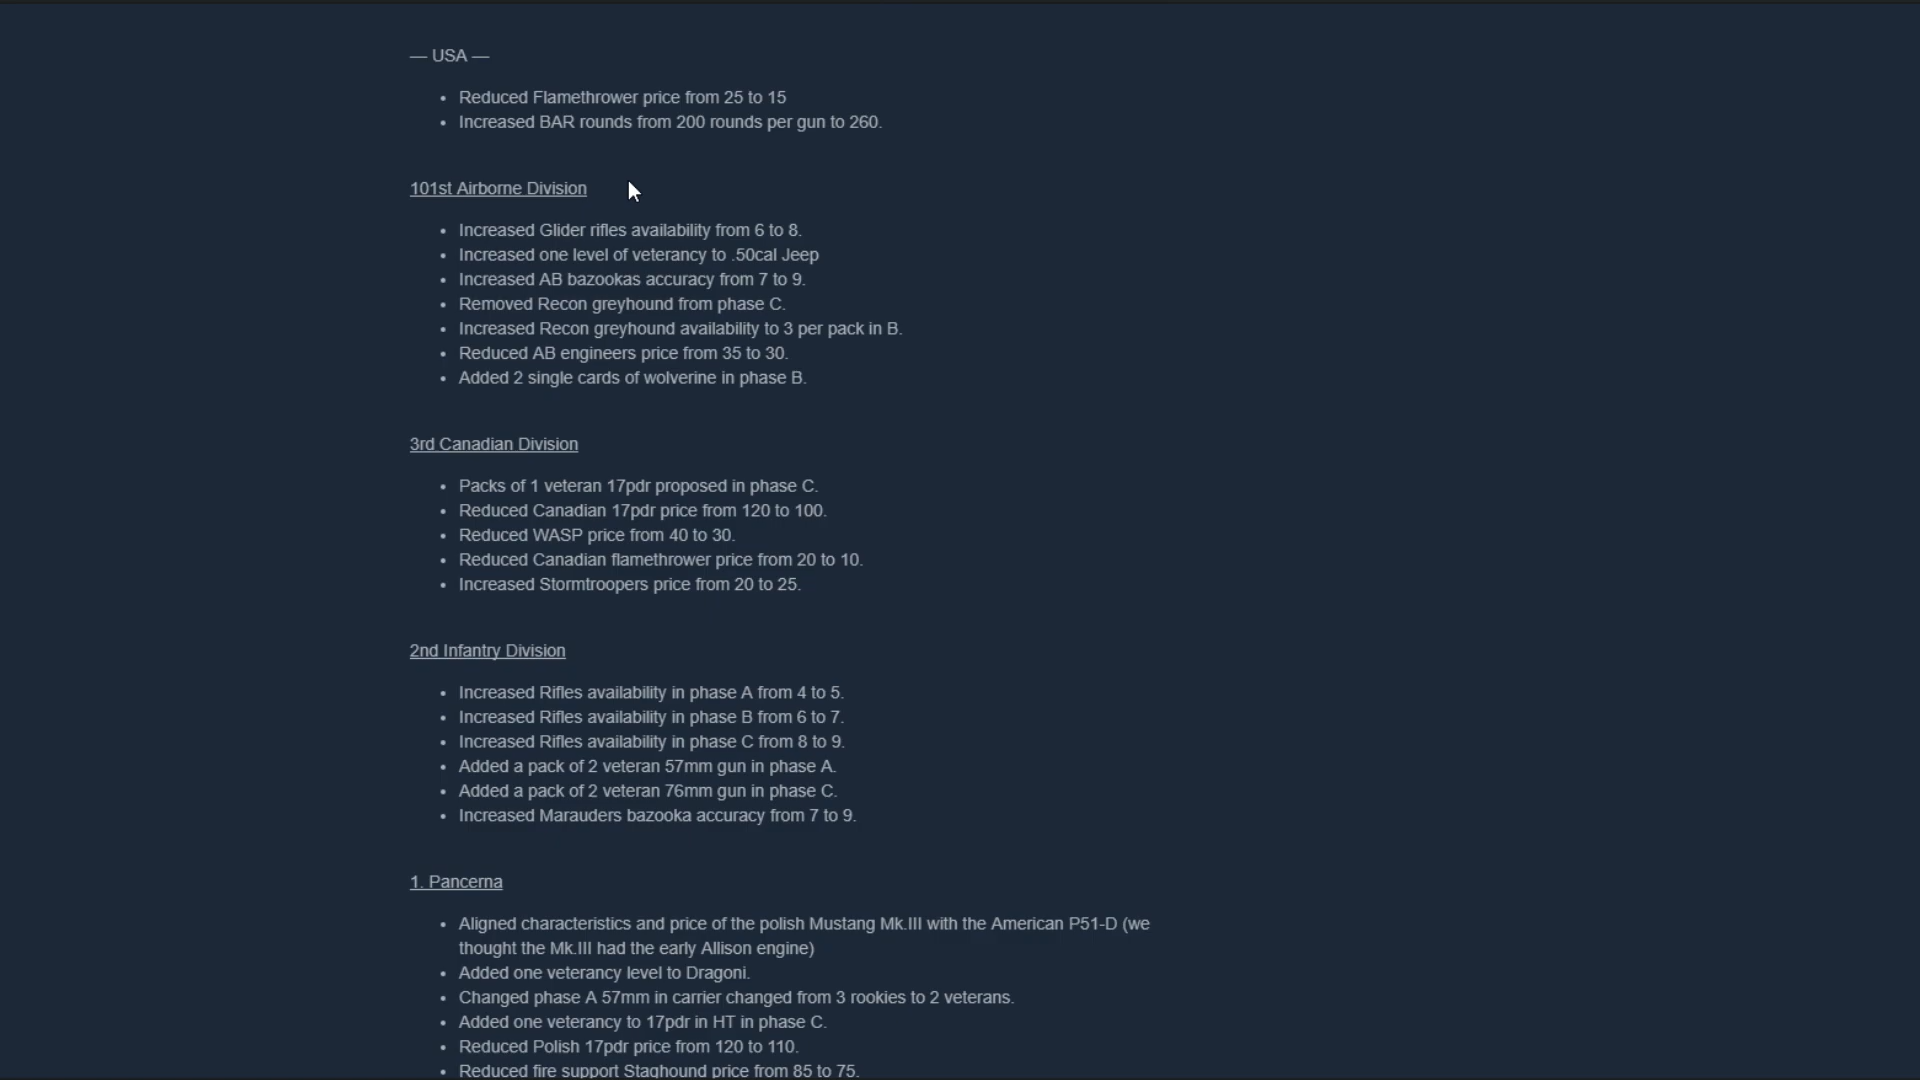 — USA —
• Reduced Flamethrower price from 25 to 15
• Increased BAR rounds from 200 rounds per gun to 260.
101st Airborne Division
• Increased Glider rifles availability from 6 to 8.
• Increased one level of veterancy to .50cal Jeep
• Increased AB bazookas accuracy from 7 to 9.
• Removed Recon greyhound from phase C.
• Increased Recon greyhound availability to 3 per pack in B.
• Reduced AB engineers price from 35 to 30.
• Added 2 single cards of wolverine in phase B.
3rd Canadian Division
• Packs of 1 veteran 17pdr proposed in phase C.
• Reduced Canadian 17pdr price from 120 to 100.
• Reduced WASP price from 40 to 30.
• Reduced Canadian flamethrower price from 20 to 10.
• Increased Stormtroopers price from 20 to 25.
2nd Infantry Division
• Increased Rifles availability in phase A from 4 to 5.
• Increased Rifles availability in phase B from 6 to 7.
• Increased Rifles availability in phase C from 8 to 9.
• Added a pack of 2 veteran 57mm gun in phase A.
• Added a pack of 2 veteran 76mm gun in phase C.
• Increased Marauders bazooka accuracy from 7 to 9.
1. Pancerna
• Aligned characteristics and price of the polish Mustang Mk.III with the American P51-D (we
thought the Mk.III had the early Allison engine)
• Added one veterancy level to Dragoni.
• Changed phase A 57mm in carrier changed from 3 rookies to 2 veterans.
• Added one veterancy to 17pdr in HT in phase C.
• Reduced Polish 17pdr price from 120 to 110.
• Reduced fire support Staghound price from 85 to 75.